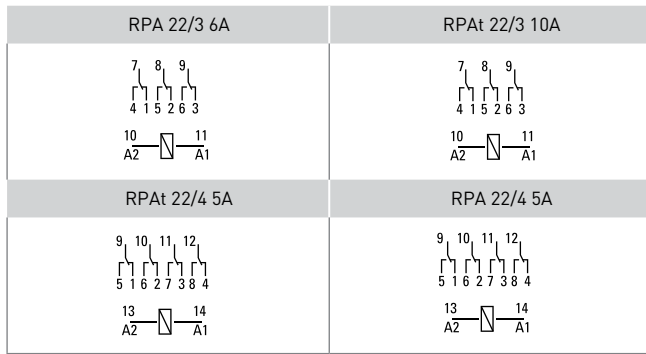 RPA 22/3 6A
RPAt 22/3 10A
7 8 9
4 1 5 2 6 3
10 11
A2 A1
7 8 9
4 1 5 2 6 3
10 11
A2 A1
RPAt 22/4 5A
RPA 22/4 5A
9 10 11 12
5 1 6 2 7 3 8 4
13 14
A2 A1
9 10 11 12
5 1 6 2 7 3 8 4
13 14
A2 A1